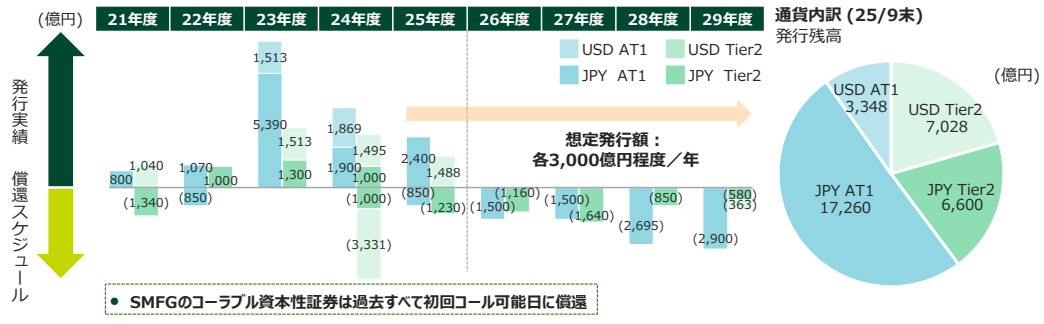 (億円)
21年度 22年度 23年度 24年度 25年度 26年度 27年度 28年度 29年度
発行実績
償還スケジュール
USD AT1 USD Tier2
JPY AT1 JPY Tier2
想定発行額：
各3,000億円程度／年
800
1,040
(1,340)
1,070
(850)
1,000
1,513
5,390
1,513
1,300
1,869
1,900
1,495
1,000
(1,000)
(3,331)
2,400
(850)
1,488
(1,230)
(1,500)
(1,160)
(1,500)
(1,640)
(2,695)
(850)
(2,900)
(580)
(363)
• SMFGのコーラブル資本性証券は過去すべて初回コール可能日に償還
通貨内訳 (25/9末)
発行残高
(億円)
USD AT1
3,348
USD Tier2
7,028
JPY Tier2
6,600
JPY AT1
17,260